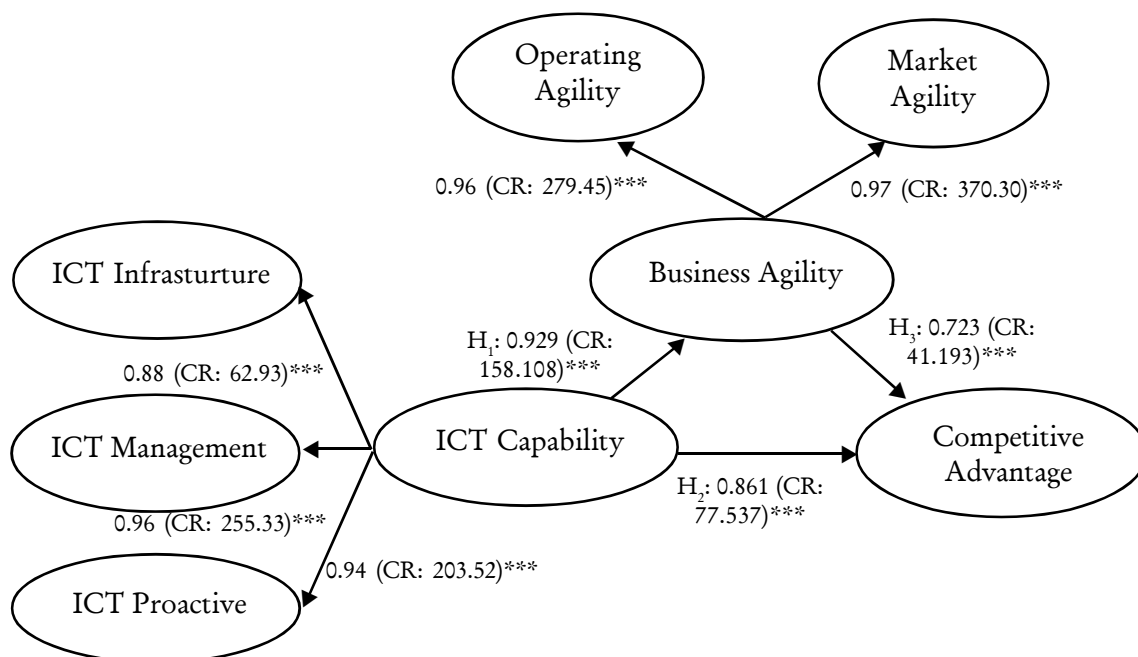 Operating
Agility
Market
Agility
0.96 (CR: 279.45)***
0.97 (CR: 370.30)***
ICT Infrasturture
Business Agility
H₁: 0.929 (CR:
158.108)***
H₃: 0.723 (CR:
41.193)***
0.88 (CR: 62.93)***
ICT Management
ICT Capability
Competitive
Advantage
H₂: 0.861 (CR:
77.537)***
0.96 (CR: 255.33)***
0.94 (CR: 203.52)***
ICT Proactive